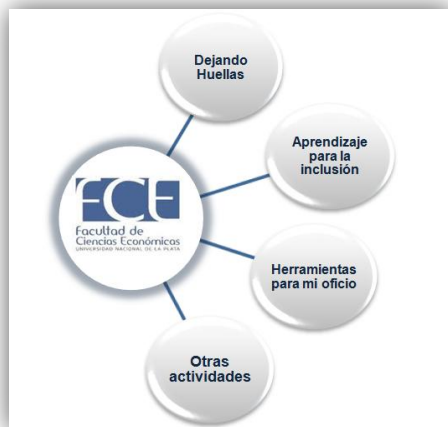 Dejando
Huellas
Aprendizaje
para la
inclusión
FCE
Facultad de
Ciencias Económicas
UNIVERSIDAD NACIONAL DE LA PLATA
Herramientas
para mi oficio
Otras
actividades